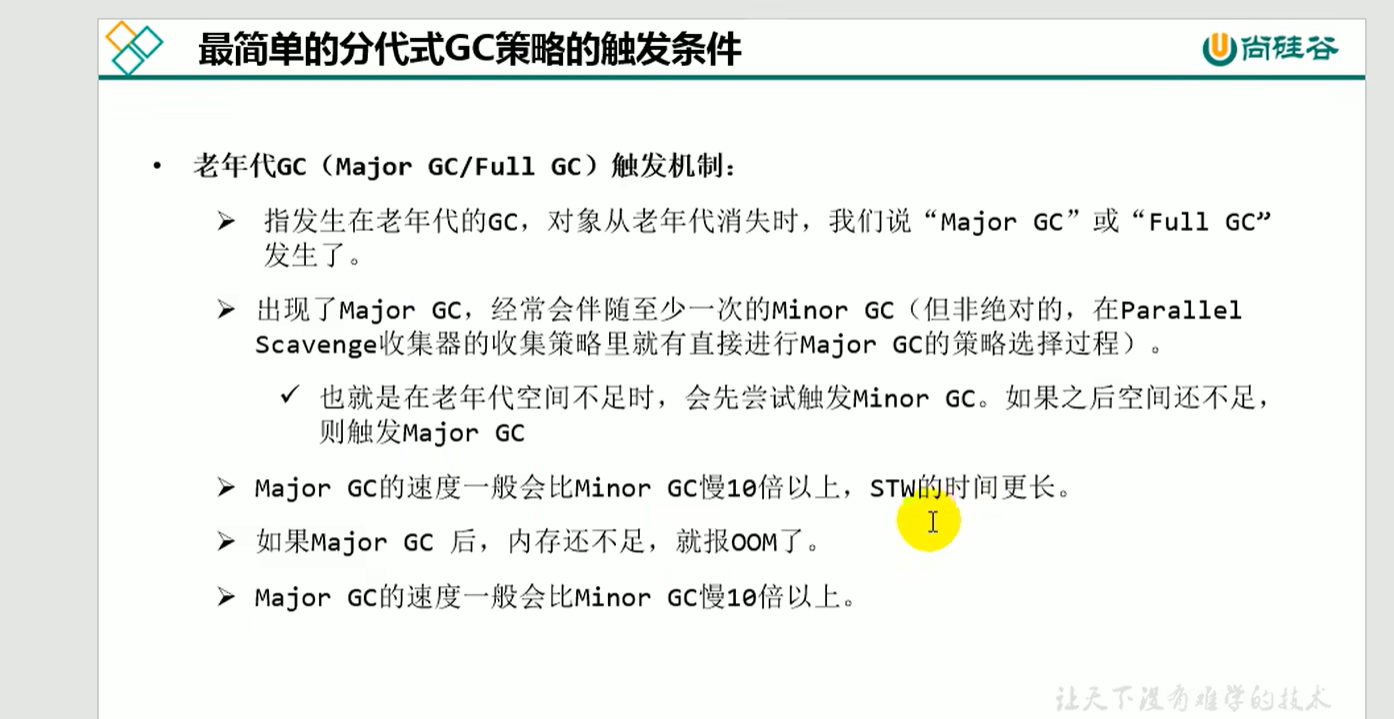 最简单的分代式GC策略的触发条件
尚硅谷
• 老年代GC（Major GC/Full GC）触发机制：
➢ 指发生在老年代的GC，对象从老年代消失时，我们说“Major GC”或“Full GC”
发生了。
➢ 出现了Major GC，经常会伴随至少一次的Minor GC（但非绝对的，在Parallel
Scavenge收集器的收集策略里就有直接进行Major GC的策略选择过程）。
✓ 也就是在老年代空间不足时，会先尝试触发Minor GC。如果之后空间还不足，
则触发Major GC
➢ Major GC的速度一般会比Minor GC慢10倍以上，STW的时间更长。
➢ 如果Major GC 后，内存还不足，就报OOM了。
➢ Major GC的速度一般会比Minor GC慢10倍以上。
让天下没有难学的技术